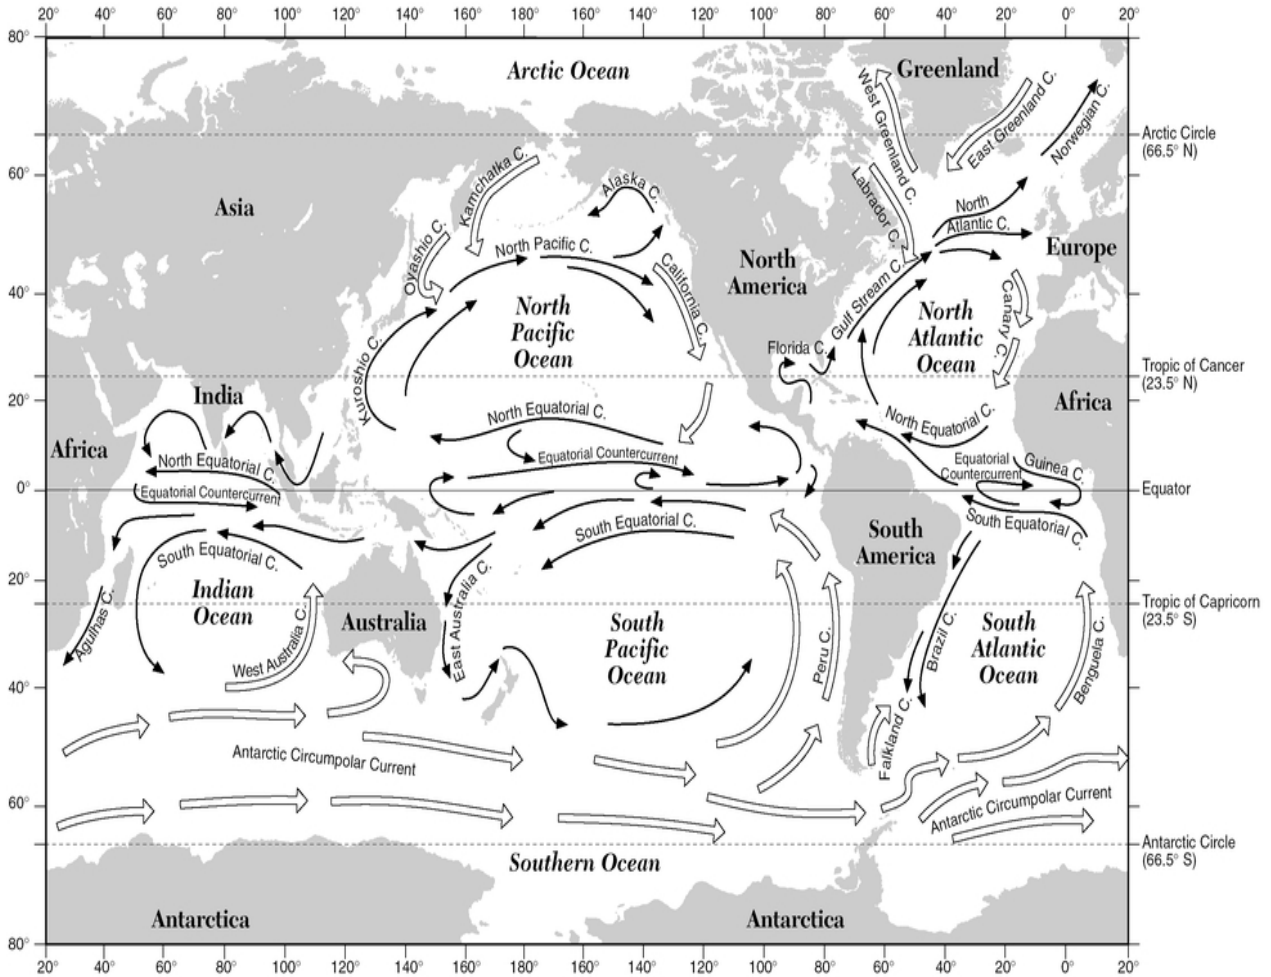 20° 40° 60° 80° 100° 120° 140° 160° 180° 160° 140° 120° 100° 80° 60° 40° 20° 0° 20°
80°
Arctic Ocean
Greenland
West Greenland C.
East Greenland C.
Norwegian C.
Arctic Circle
(66.5° N)
60°
Kamchatka C.
Alaska C.
Labrador C.
Asia
Oyashio C.
North Pacific C.
North
Atlantic C.
Europe
North
America
California C.
Gulf Stream C.
Canary C.
40°
North
Pacific
Ocean
North
Atlantic
Ocean
Kuroshio C.
Florida C.
Tropic of Cancer
(23.5° N)
India
20°
Africa
North Equatorial C.
North Equatorial C.
Africa
North Equatorial C.
Equatorial Countercurrent
Equatorial
Countercurrent
Guinea C.
Equatorial Countercurrent
0°
Equator
South Equatorial C.
South Equatorial C.
South Equatorial C.
South
America
20°
Indian
Ocean
Agulhas C.
West Australia C.
Australia
East Australia C.
South
Pacific
Ocean
Peru C.
Brazil C.
South
Atlantic
Ocean
Benguela C.
Tropic of Capricorn
(23.5° S)
40°
Falkland C.
Antarctic Circumpolar Current
Antarctic Circumpolar Current
60°
Antarctic Circle
(66.5° S)
Southern Ocean
Antarctica
Antarctica
80°
20° 40° 60° 80° 100° 120° 140° 160° 180° 160° 140° 120° 100° 80° 60° 40° 20° 0° 20°